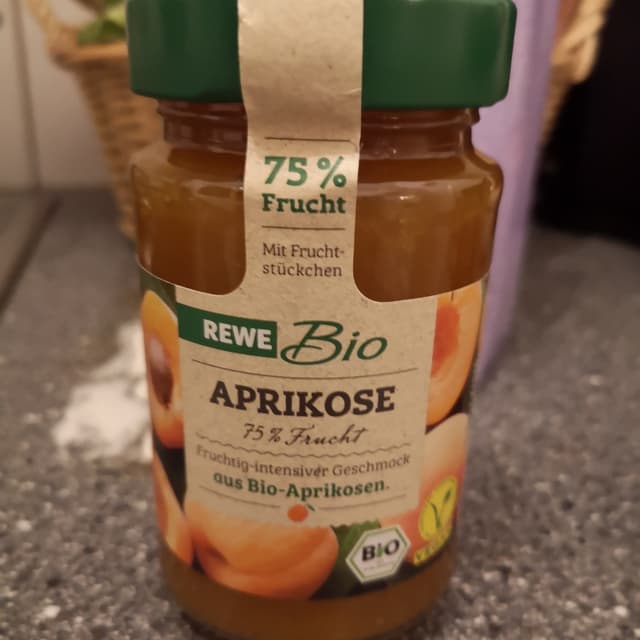 75%
Frucht
Mit Frucht-
stückchen
REWE Bio
APRIKOSE
75% Frucht
Fruchtig-intensiver Geschmack
aus Bio-Aprikosen.
BIO